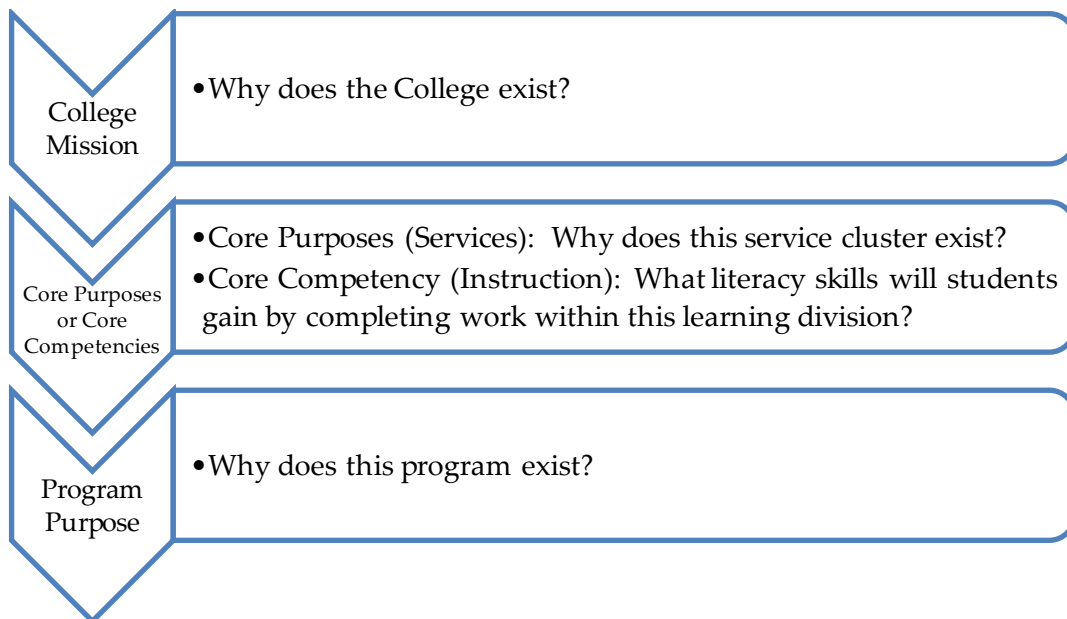 College
Mission
•Why does the College exist?
Core Purposes
or Core
Competencies
•Core Purposes (Services): Why does this service cluster exist?
•Core Competency (Instruction): What literacy skills will students
gain by completing work within this learning division?
Program
Purpose
•Why does this program exist?